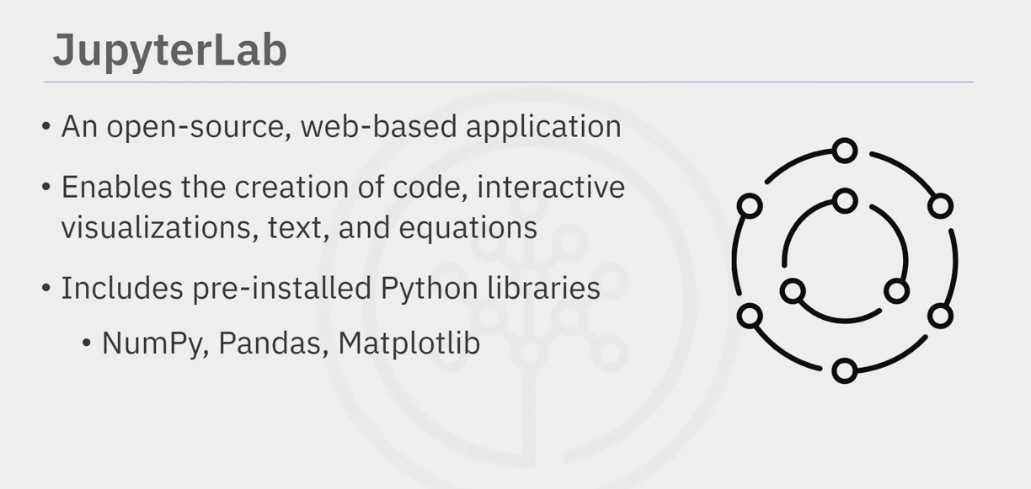 JupyterLab
• An open-source, web-based application
• Enables the creation of code, interactive
visualizations, text, and equations
• Includes pre-installed Python libraries
• NumPy, Pandas, Matplotlib